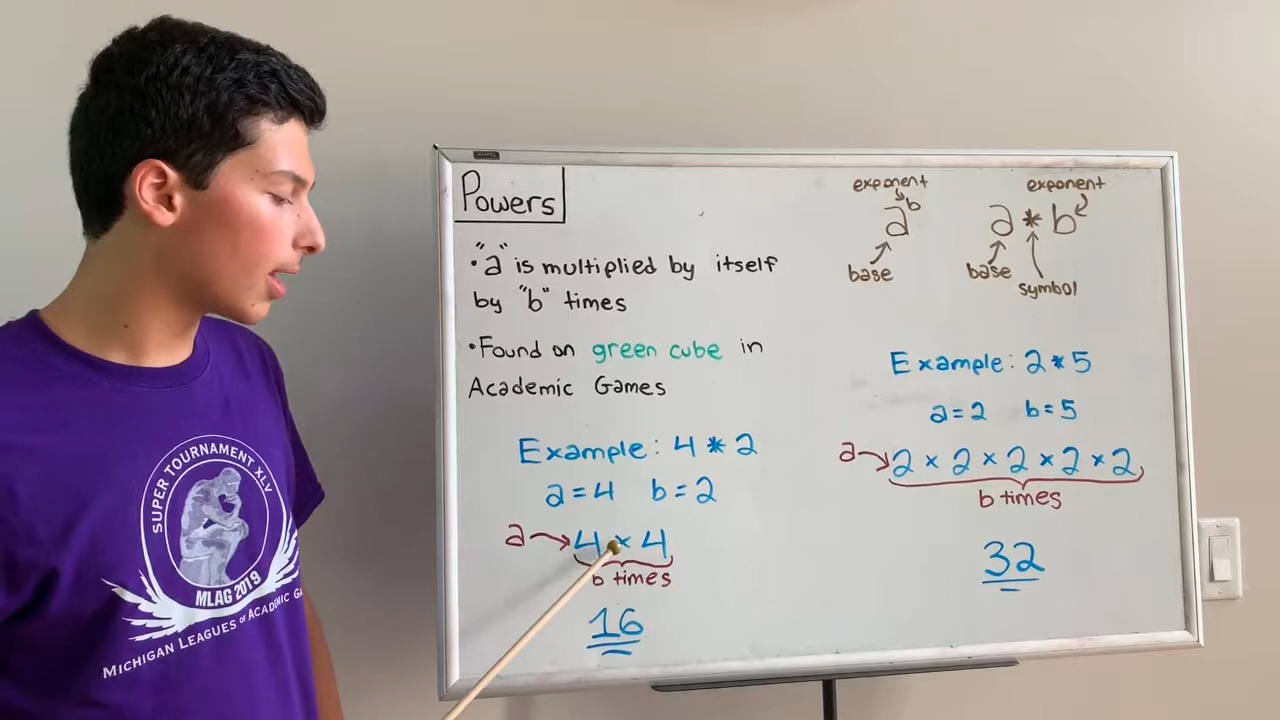 Powers
• "a" is multiplied by itself
by "b" times
• Found on green cube in
Academic Games
Example: 4 * 2
a = 4 b = 2
a → 4 × 4
b times
16
exponent
a^b
base
exponent
a * b
base
symbol
Example: 2 * 5
a = 2 b = 5
a → 2 × 2 × 2 × 2 × 2
b times
32
SUPER TOURNAMENT XLV
MLAG 2019
MICHIGAN LEAGUES OF ACADEMIC GA